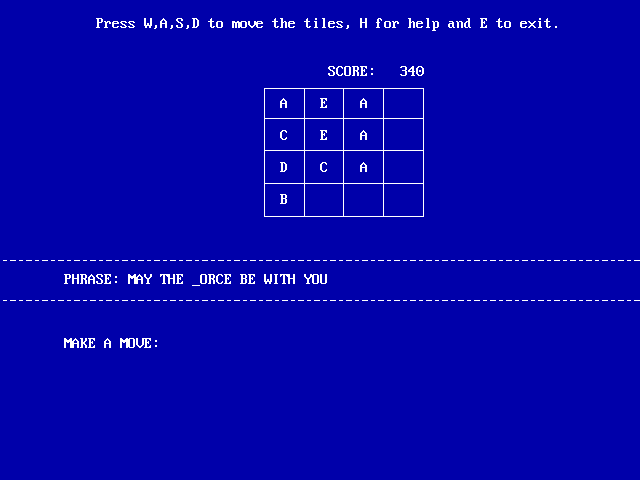 Press W,A,S,D to move the tiles, H for help and E to exit.
SCORE: 340
A E A
C E A
D C A
B
PHRASE: MAY THE _ORCE BE WITH YOU
MAKE A MOVE: